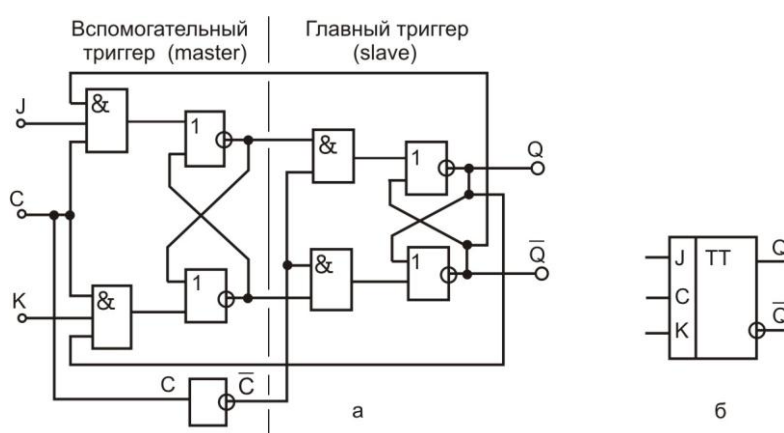 Вспомогательный
триггер (master)
Главный триггер
(slave)
J
&
1
&
1
Q
C
&
1
&
1
Q̅
K
C
C̅
а
J
TT
Q
C
K
Q̅
б